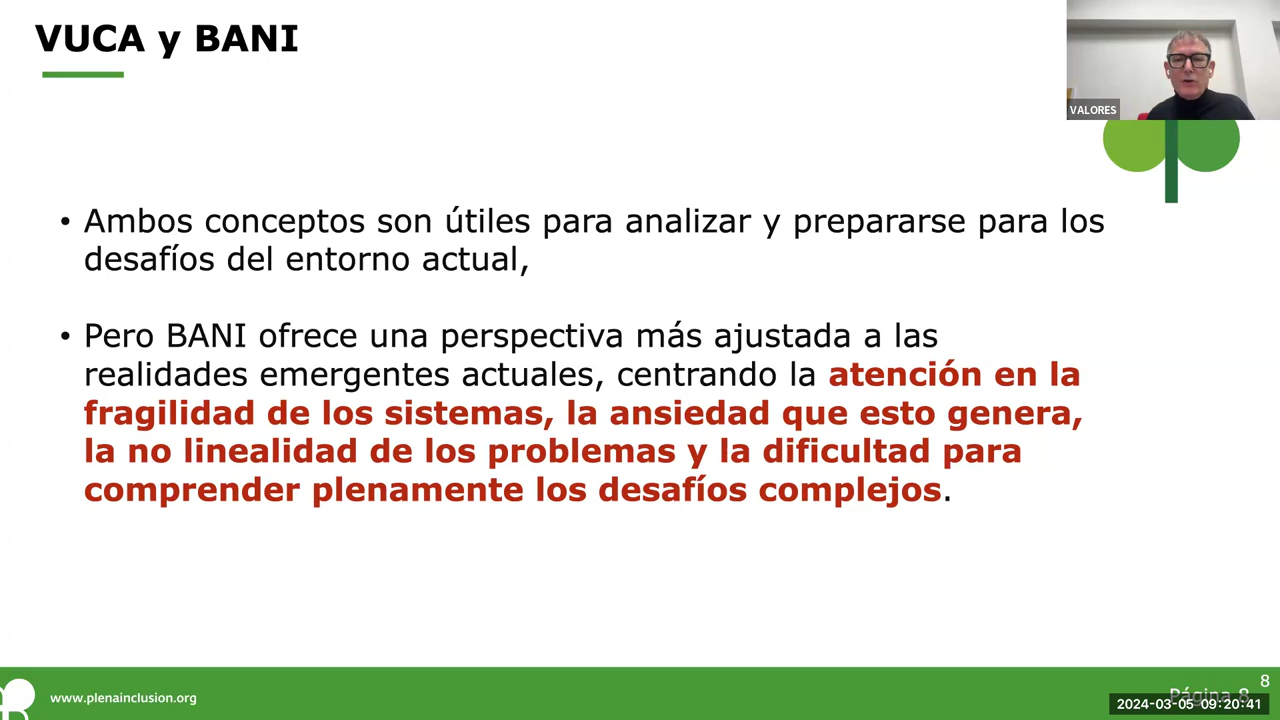 VUCA y BANI
VALORES
• Ambos conceptos son útiles para analizar y prepararse para los
desafíos del entorno actual,
• Pero BANI ofrece una perspectiva más ajustada a las
realidades emergentes actuales, centrando la atención en la
fragilidad de los sistemas, la ansiedad que esto genera,
la no linealidad de los problemas y la dificultad para
comprender plenamente los desafíos complejos.
www.plenainclusion.org
8
Página 8
2024-03-05 09:20:41